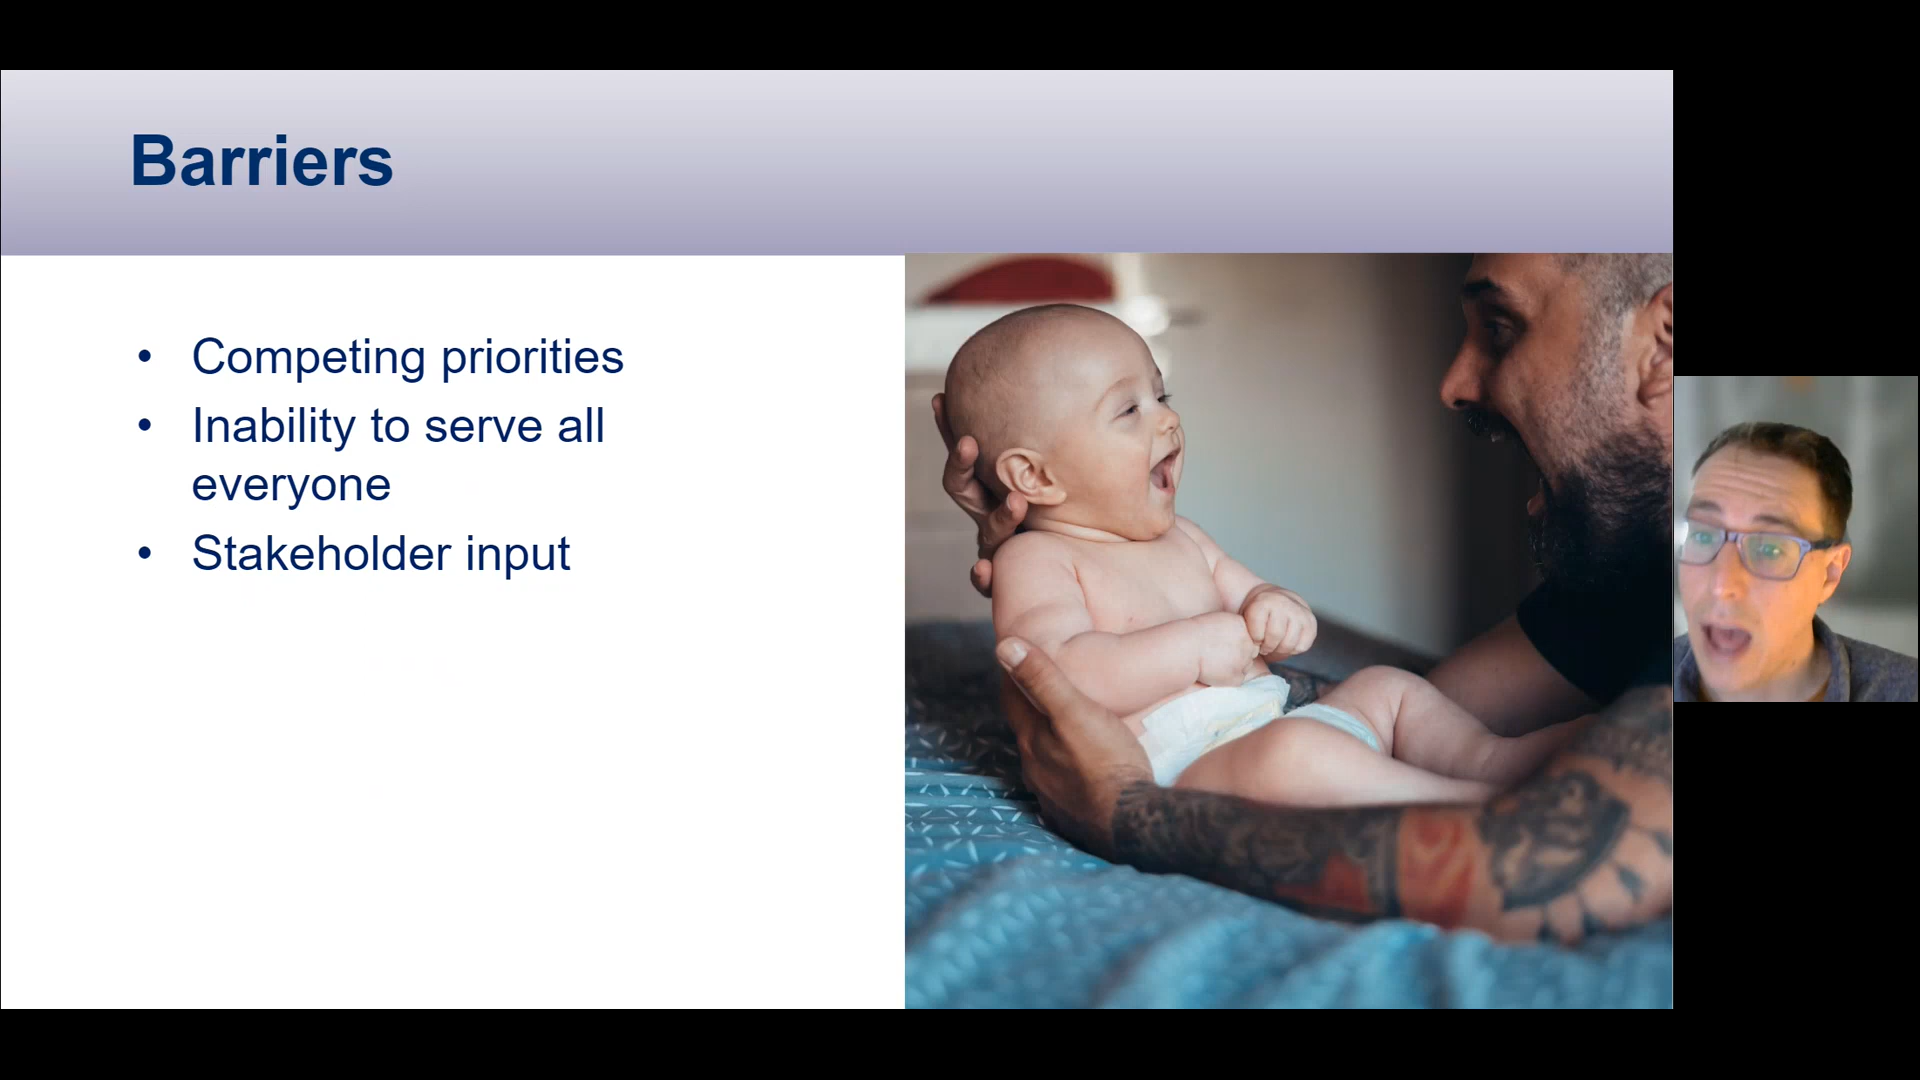 Barriers
• Competing priorities
• Inability to serve all
everyone
• Stakeholder input